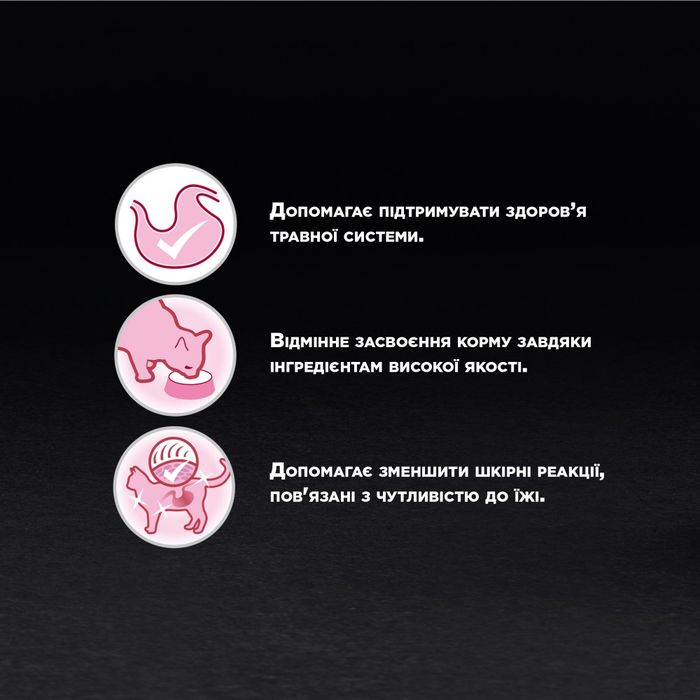 Допомагає підтримувати здоров’я
травної системи.
Відмінне засвоєння корму завдяки
інгредієнтам високої якості.
Допомагає зменшити шкірні реакції,
пов'язані з чутливістю до їжі.